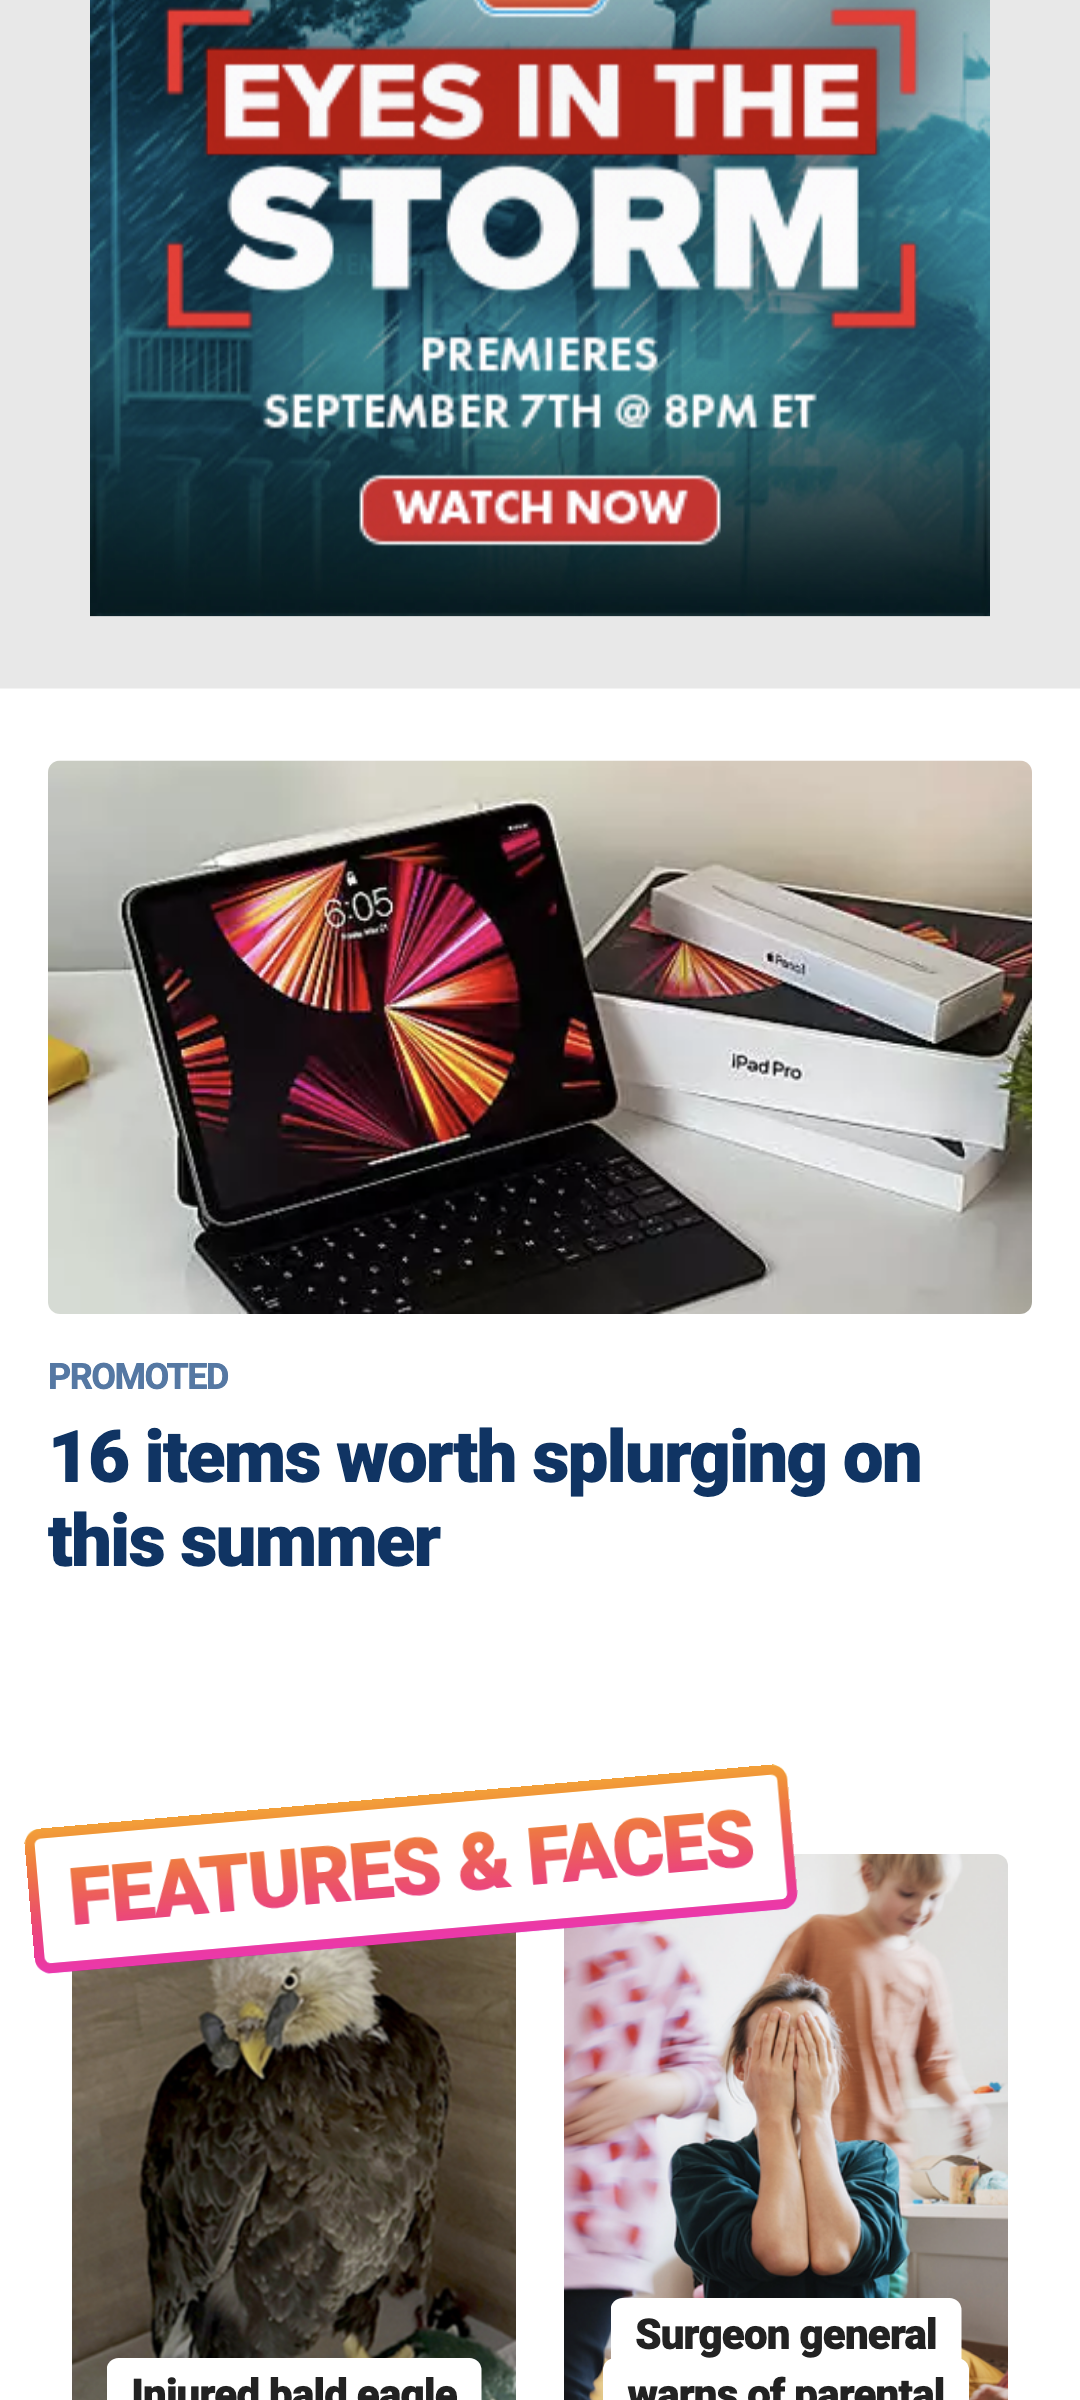 EYES IN THE
STORM
PREMIERES
SEPTEMBER 7TH @ 8PM ET
WATCH NOW
6:05
Pencil
iPad Pro
PROMOTED
16 items worth splurging on
this summer
FEATURES & FACES
Injured bald eagle
Surgeon general
warns of parental